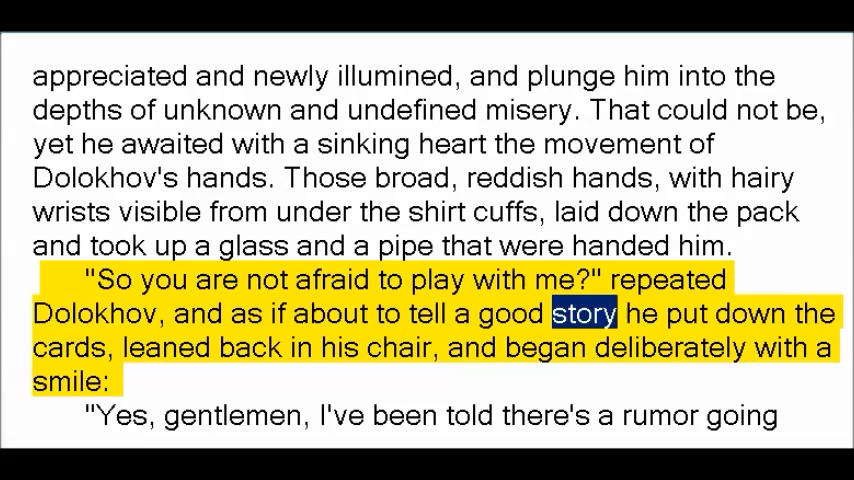 appreciated and newly illumined, and plunge him into the
depths of unknown and undefined misery. That could not be,
yet he awaited with a sinking heart the movement of
Dolokhov's hands. Those broad, reddish hands, with hairy
wrists visible from under the shirt cuffs, laid down the pack
and took up a glass and a pipe that were handed him.
"So you are not afraid to play with me?" repeated
Dolokhov, and as if about to tell a good story he put down the
cards, leaned back in his chair, and began deliberately with a
smile:
"Yes, gentlemen, I've been told there's a rumor going